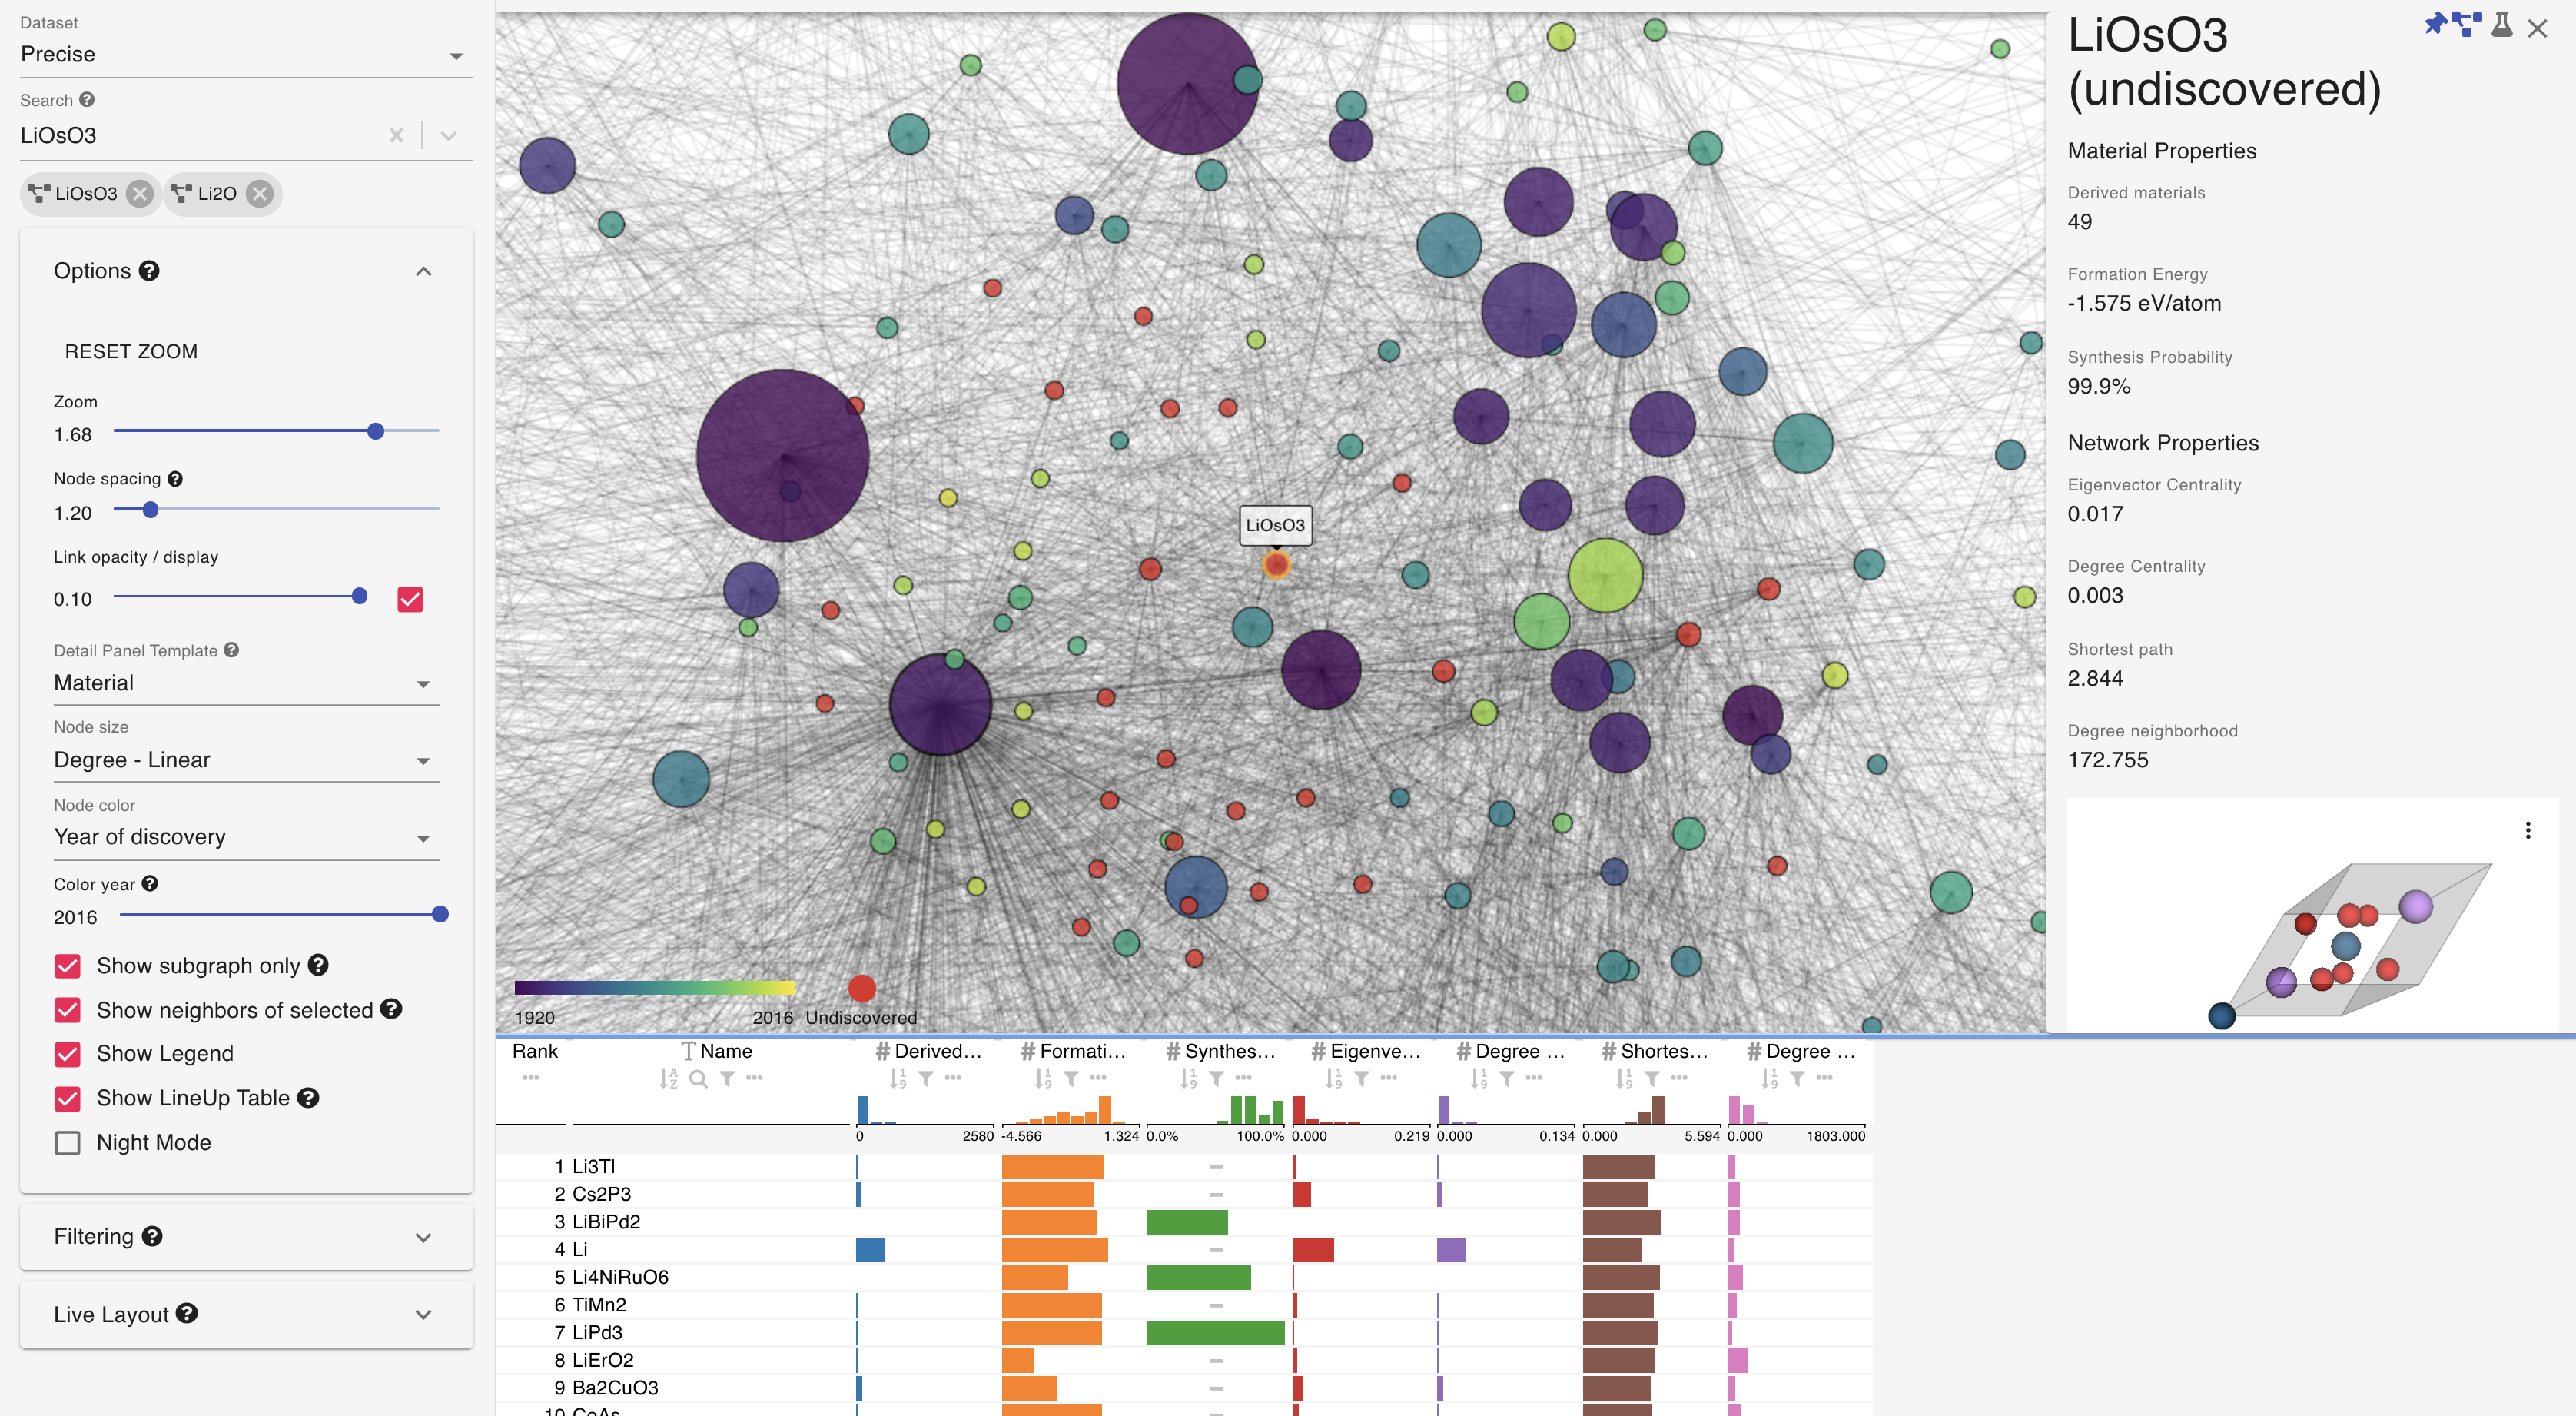 Dataset
Precise
Search
LiOsO3
LiOsO3 Li2O
Options
RESET ZOOM
Zoom
1.68
Node spacing
1.20
Link opacity / display
0.10
Detail Panel Template
Material
Node size
Degree - Linear
Node color
Year of discovery
Color year
2016
Show subgraph only
Show neighbors of selected
Show Legend
Show LineUp Table
Night Mode
Filtering
Live Layout
LiOsO3
1920 2016 Undiscovered
LiOsO3
(undiscovered)
Material Properties
Derived materials
49
Formation Energy
-1.575 eV/atom
Synthesis Probability
99.9%
Network Properties
Eigenvector Centrality
0.017
Degree Centrality
0.003
Shortest path
2.844
Degree neighborhood
172.755
Rank Name # Derived... # Formati... # Synthes... # Eigenve... # Degree ... # Shortes... # Degree ...
0 2580 -4.566 1.324 0.0% 100.0% 0.000 0.219 0.000 0.134 0.000 5.594 0.000 1803.000
1 Li3Tl
2 Cs2P3
3 LiBiPd2
4 Li
5 Li4NiRuO6
6 TiMn2
7 LiPd3
8 LiErO2
9 Ba2CuO3
10